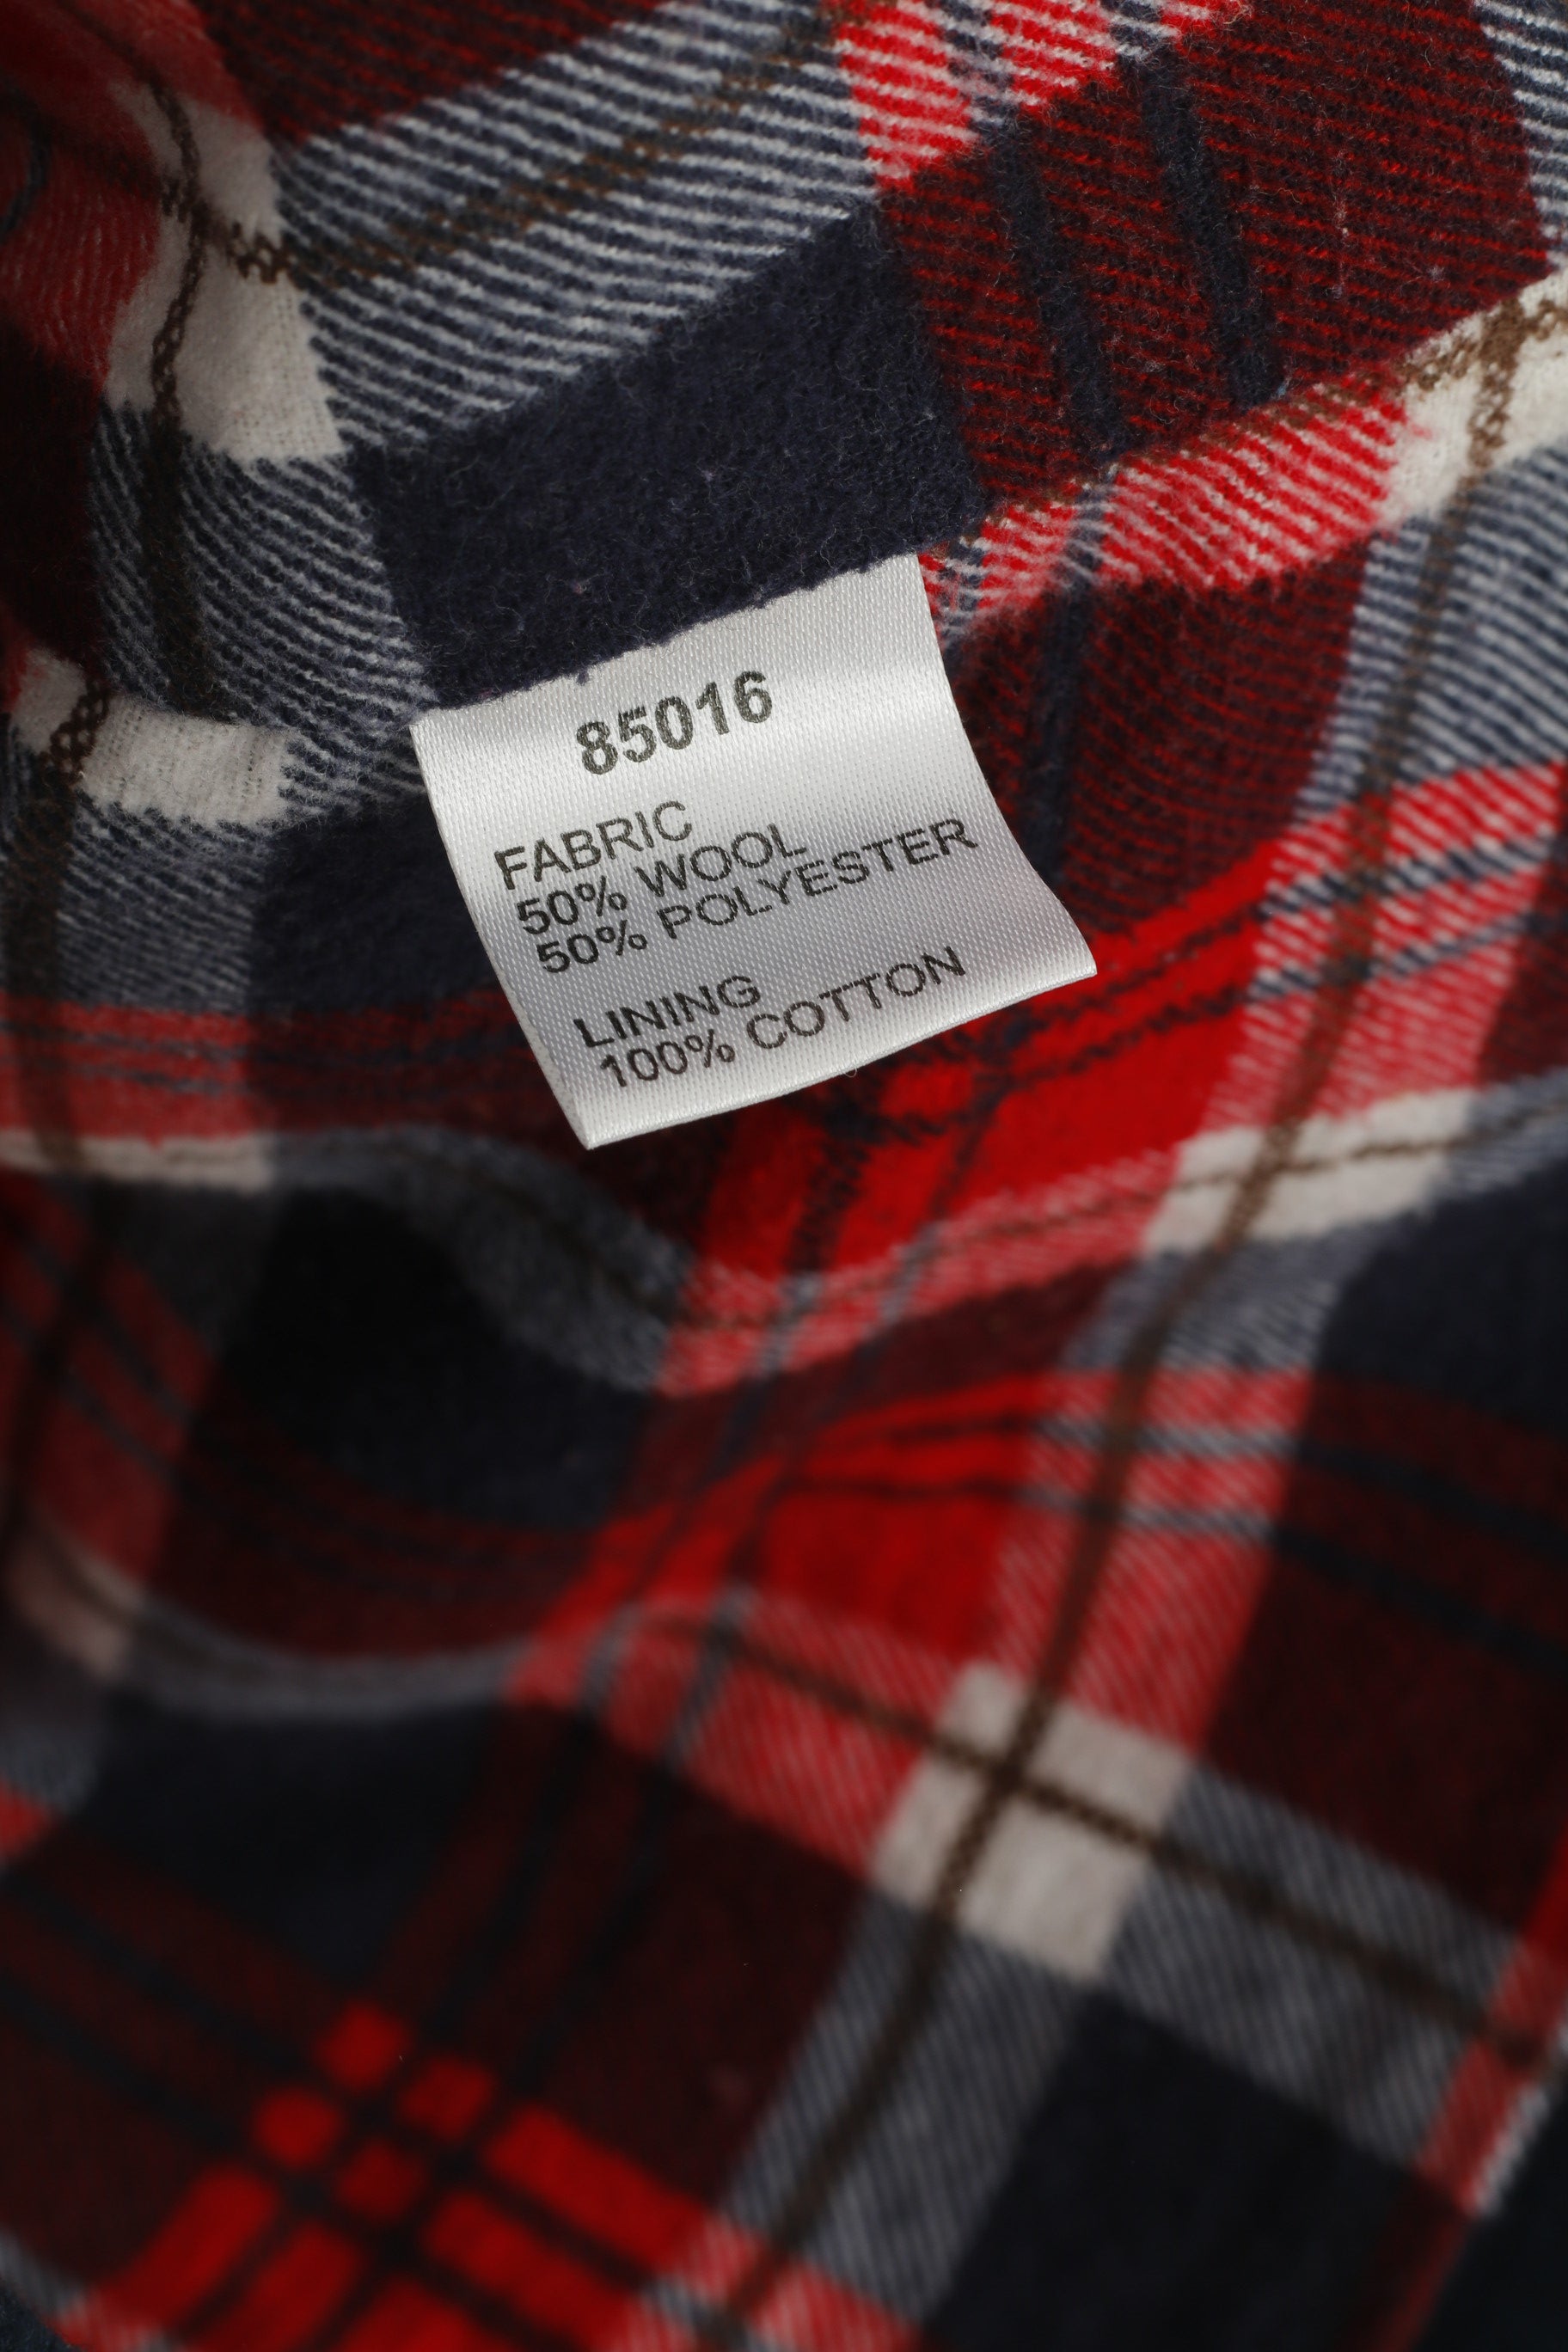 85016
FABRIC
50% WOOL
50% POLYESTER
LINING
100% COTTON